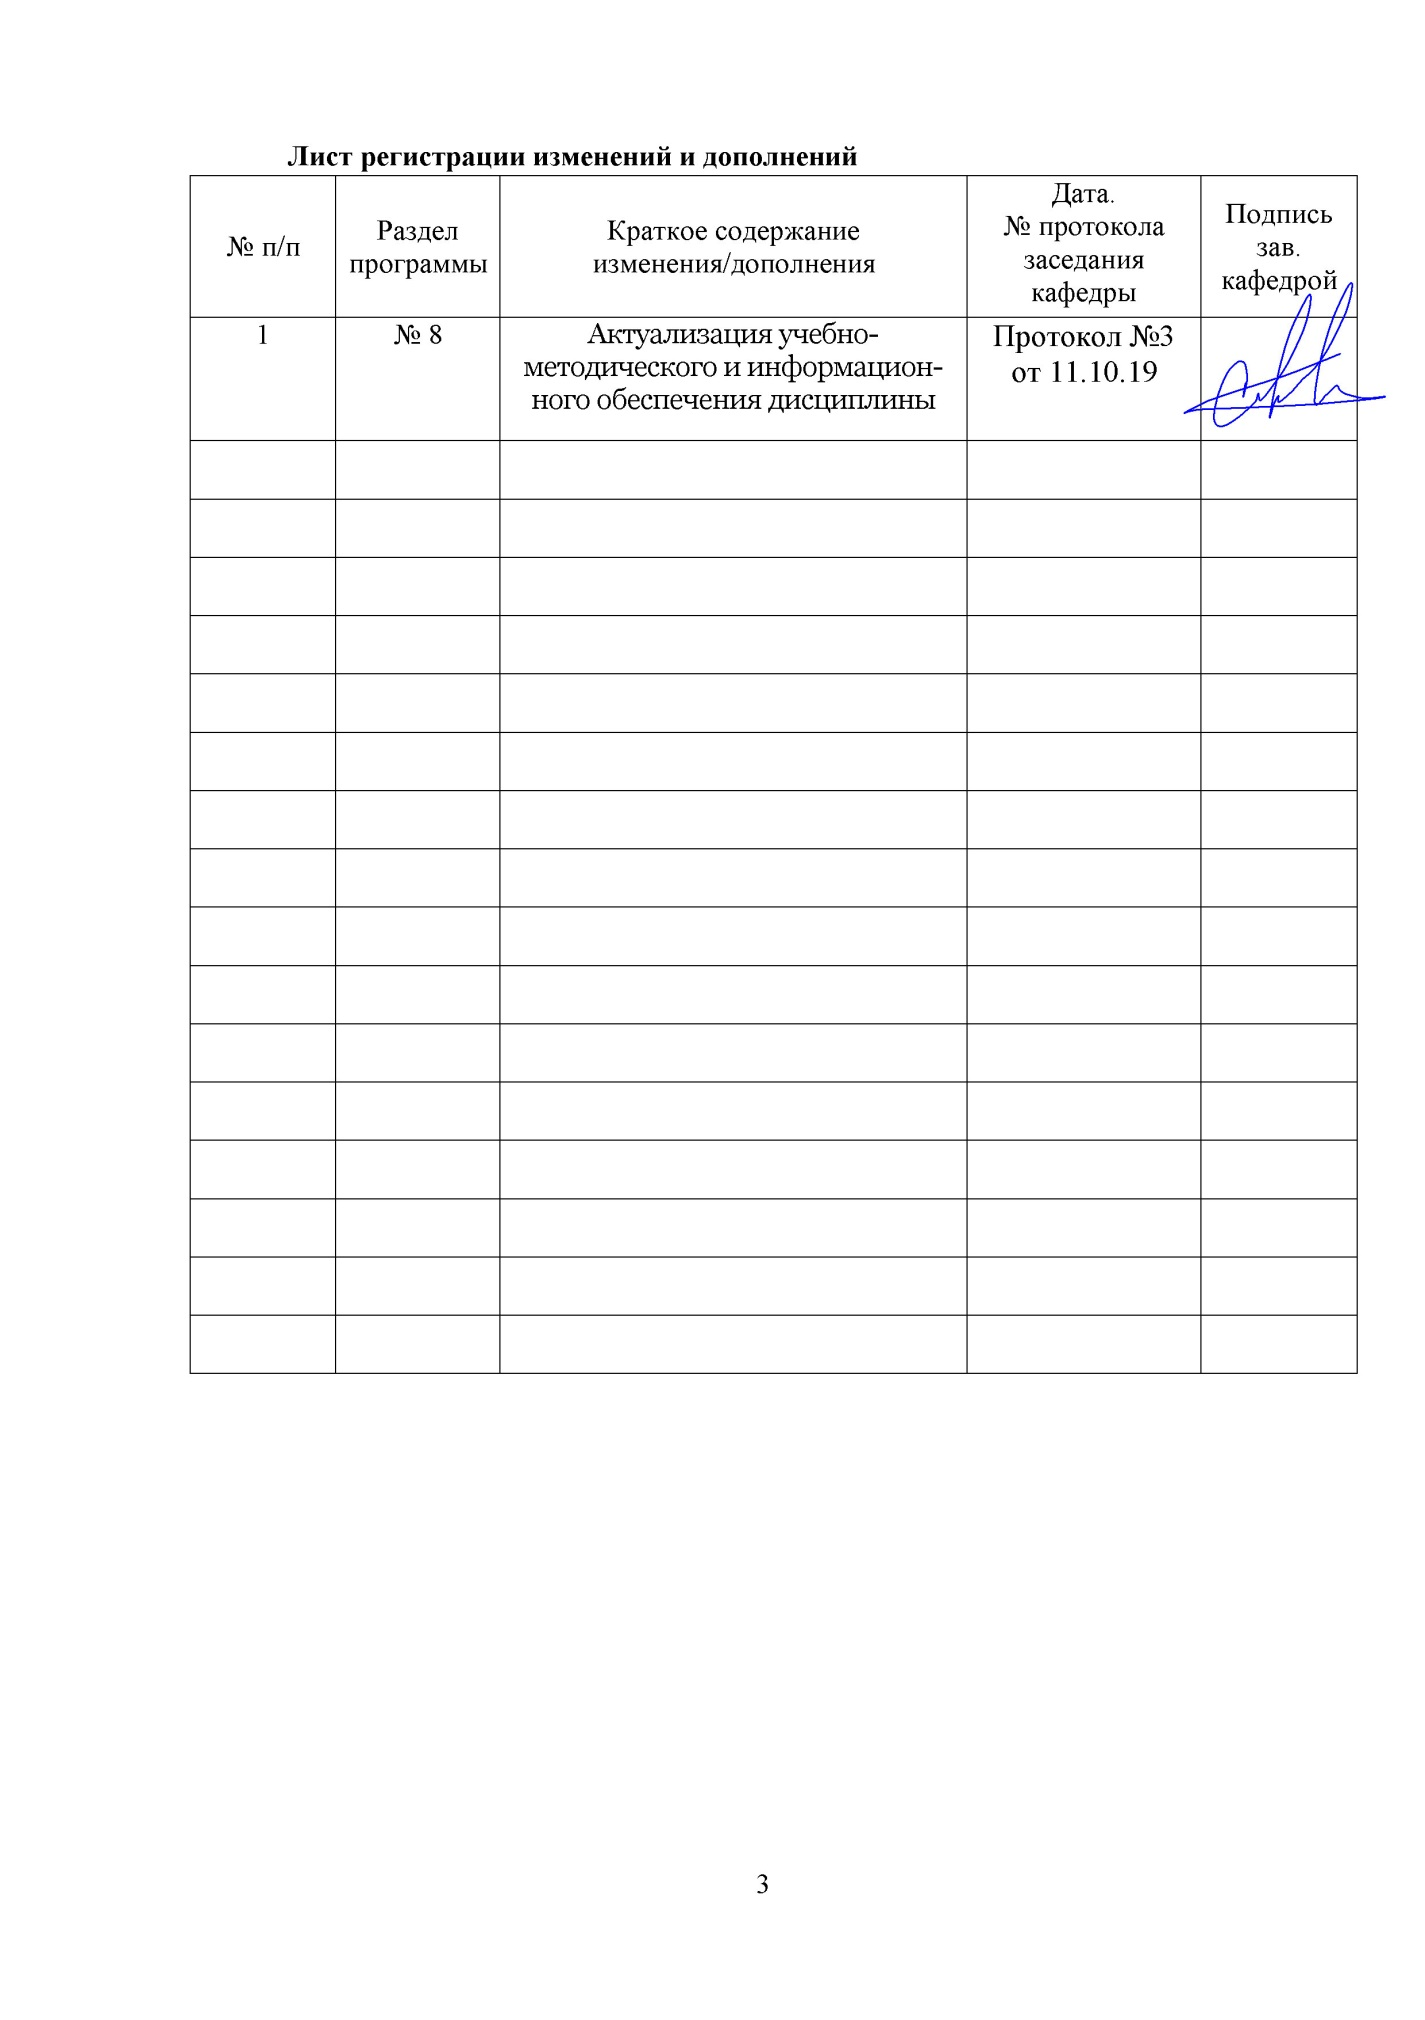 Лист регистрации изменений и дополнений
№ п/п
Раздел
программы
Краткое содержание
изменения/дополнения
Дата.
№ протокола
заседания
кафедры
Подпись
зав.
кафедрой
1
№ 8
Актуализация учебно-
методического и информацион-
ного обеспечения дисциплины
Протокол №3
от 11.10.19
3